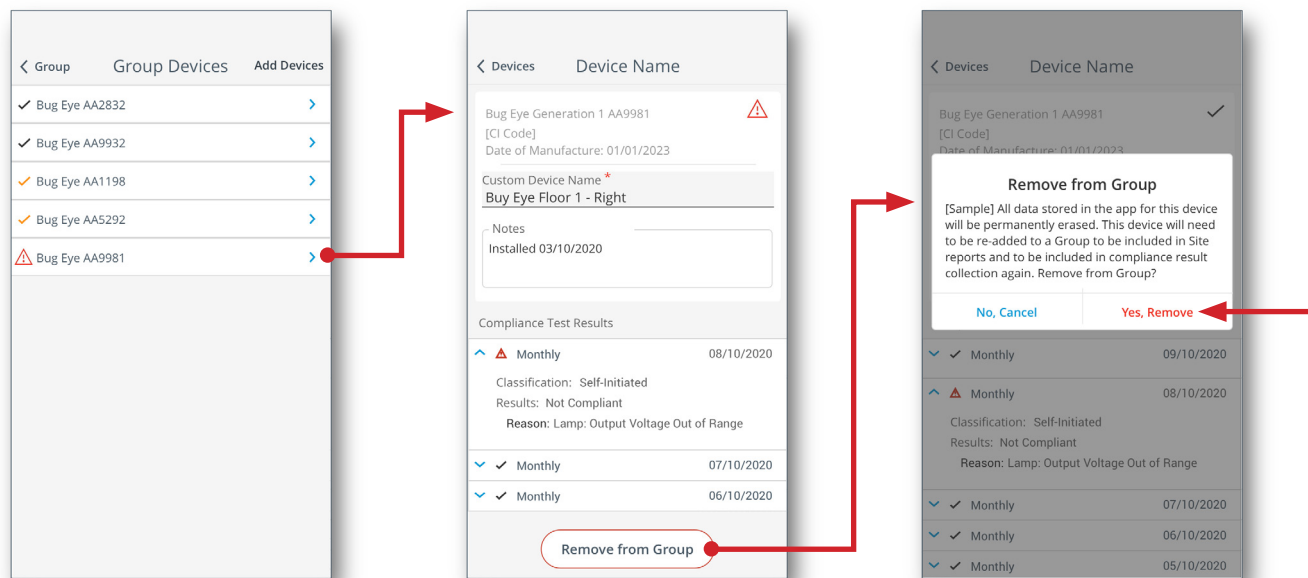 Group
Group Devices
Add Devices
Bug Eye AA2832
Bug Eye AA9932
Bug Eye AA1198
Bug Eye AA5292
Bug Eye AA9981
Devices
Device Name
Bug Eye Generation 1 AA9981
[CI Code]
Date of Manufacture: 01/01/2023
Custom Device Name *
Buy Eye Floor 1 - Right
Notes
Installed 03/10/2020
Compliance Test Results
Monthly 08/10/2020
Classification: Self-Initiated
Results: Not Compliant
Reason: Lamp: Output Voltage Out of Range
Monthly 07/10/2020
Monthly 06/10/2020
Remove from Group
Devices
Device Name
Bug Eye Generation 1 AA9981
[CI Code]
Date of Manufacture: 01/01/2023
Remove from Group
[Sample] All data stored in the app for this device
will be permanently erased. This device will need
to be re-added to a Group to be included in Site
reports and to be included in compliance result
collection again. Remove from Group?
No, Cancel
Yes, Remove
Monthly 09/10/2020
Monthly 08/10/2020
Classification: Self-Initiated
Results: Not Compliant
Reason: Lamp: Output Voltage Out of Range
Monthly 07/10/2020
Monthly 06/10/2020
Monthly 05/10/2020